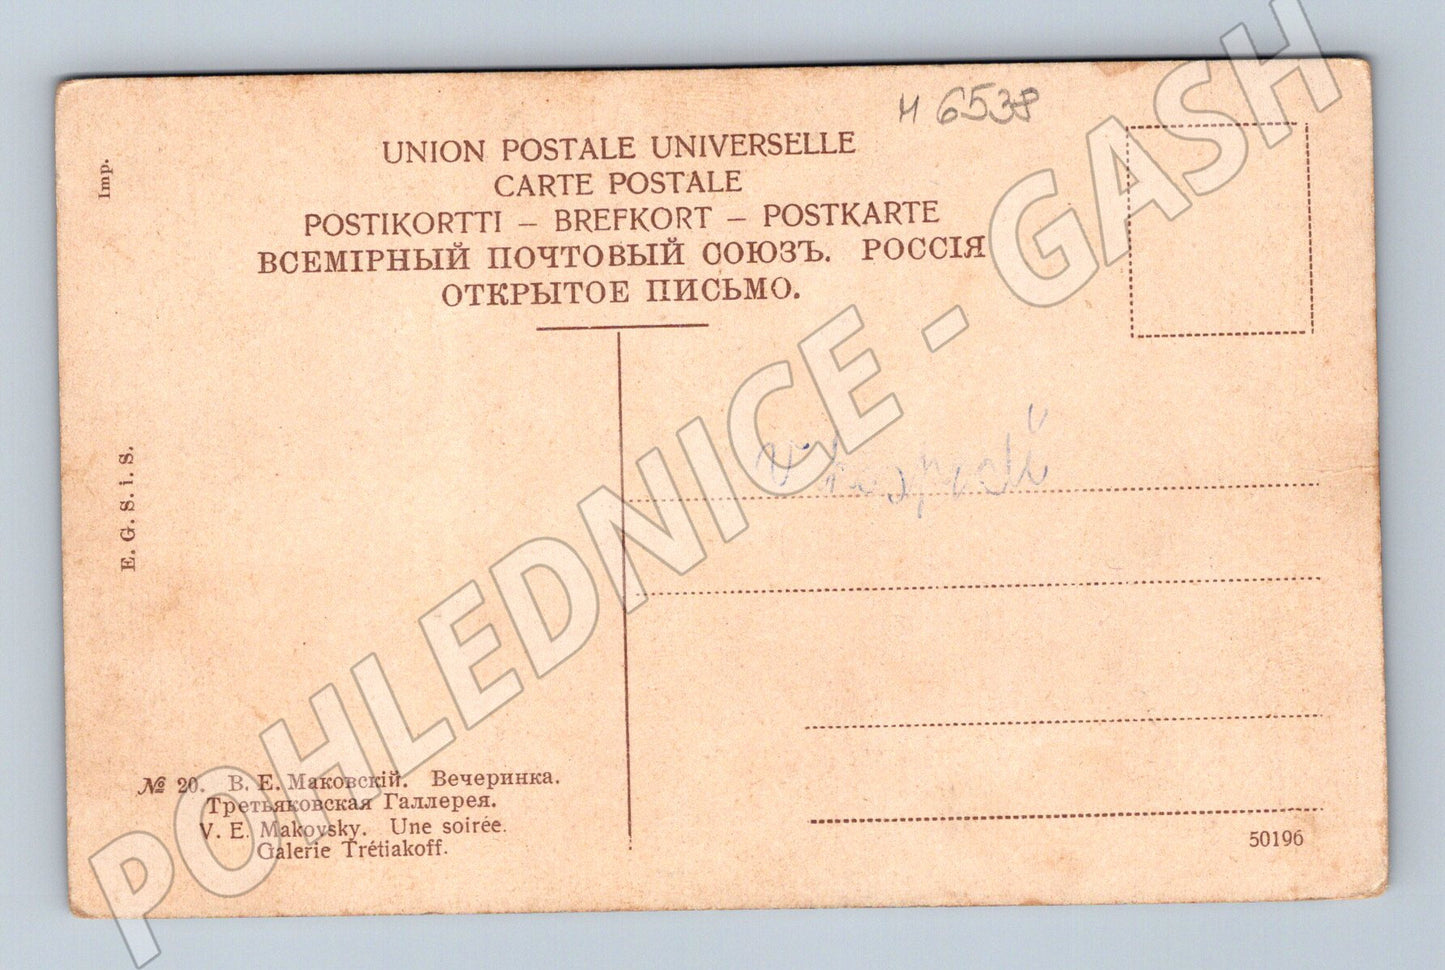 И 6538
UNION POSTALE UNIVERSELLE
CARTE POSTALE
POSTIKORTTI – BREFKORT – POSTKARTE
ВСЕМІРНЫЙ ПОЧТОВЫЙ СОЮЗЪ. РОССІЯ
ОТКРЫТОЕ ПИСЬМО.
Imp.
E. G. S. i. S.
v hospodě
№ 20. В. Е. Маковскій. Вечеринка.
Третьяковская Галлерея.
V. E. Makovsky. Une soirée.
Galerie Trétiakoff.
50196
POHLEDNICE - GASH